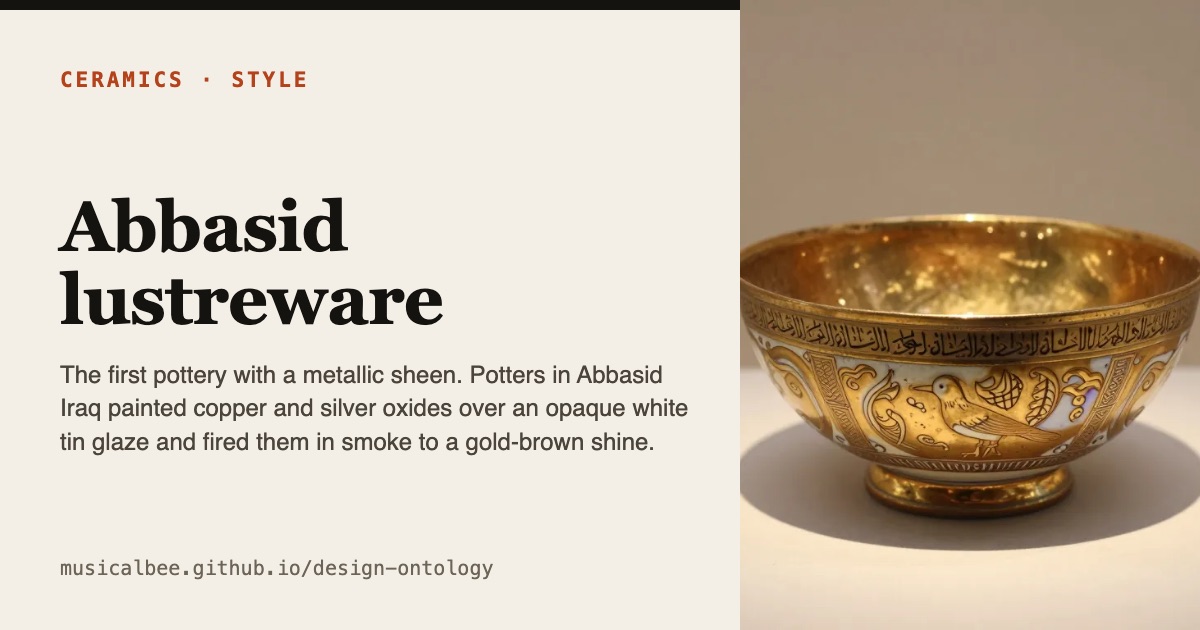 CERAMICS · STYLE
Abbasid
lustreware
The first pottery with a metallic sheen. Potters in Abbasid
Iraq painted copper and silver oxides over an opaque white
tin glaze and fired them in smoke to a gold-brown shine.
musicalbee.github.io/design-ontology